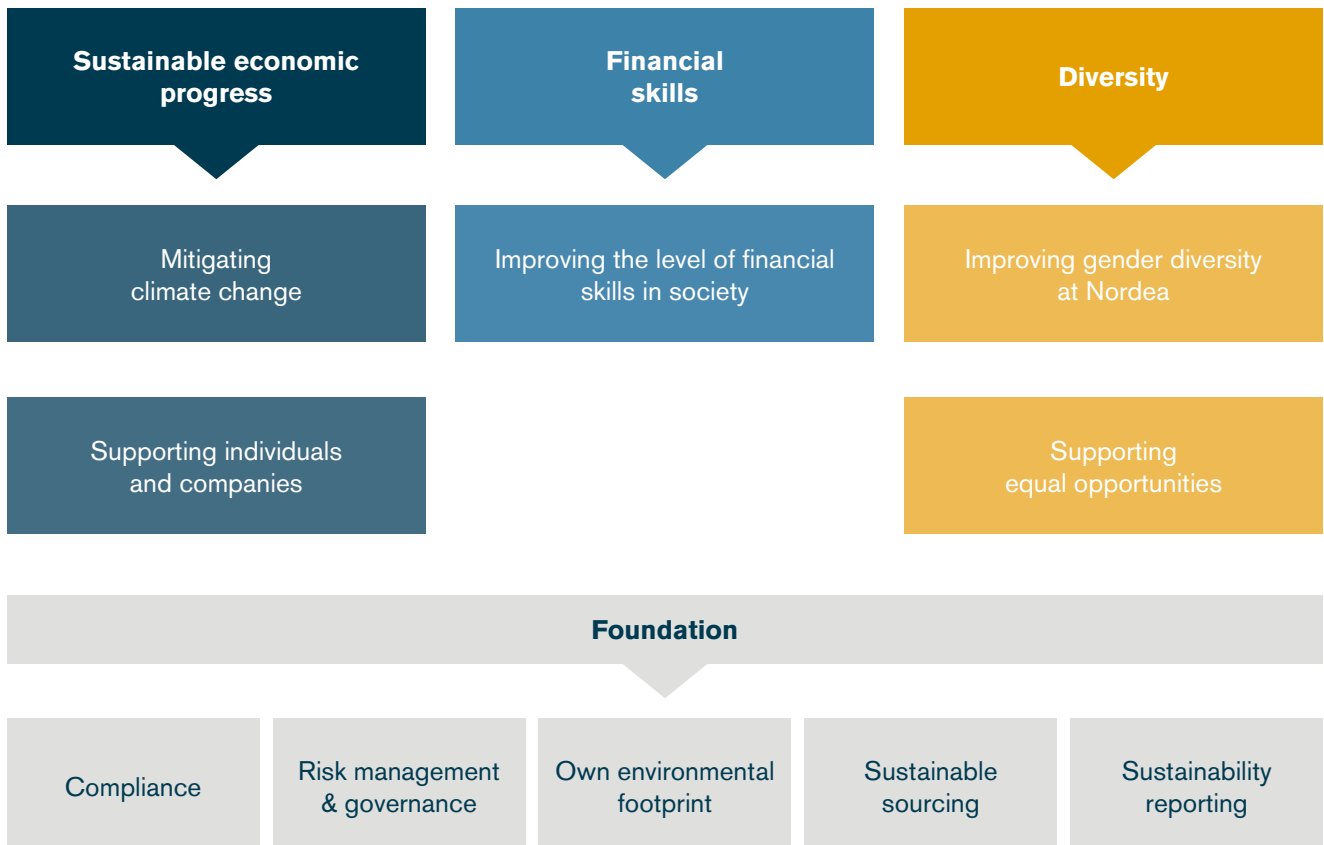 Sustainable economic
progress
Financial
skills
Diversity
Mitigating
climate change
Improving the level of financial
skills in society
Improving gender diversity
at Nordea
Supporting individuals
and companies
Supporting
equal opportunities
Foundation
Compliance
Risk management
& governance
Own environmental
footprint
Sustainable
sourcing
Sustainability
reporting